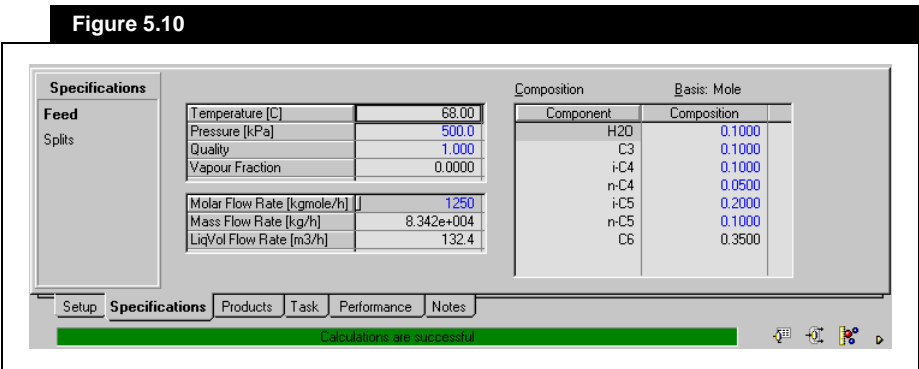 Figure 5.10
Specifications
Feed
Splits
Temperature [C] 68.00
Pressure [kPa] 500.0
Quality 1.000
Vapour Fraction 0.0000
Molar Flow Rate [kgmole/h] 1250
Mass Flow Rate [kg/h] 8.342e+004
LiqVol Flow Rate [m3/h] 132.4
Composition Basis: Mole
Component Composition
H2O 0.1000
C3 0.1000
i-C4 0.1000
n-C4 0.0500
i-C5 0.2000
n-C5 0.1000
C6 0.3500
Setup Specifications Products Task Performance Notes
Calculations are successful